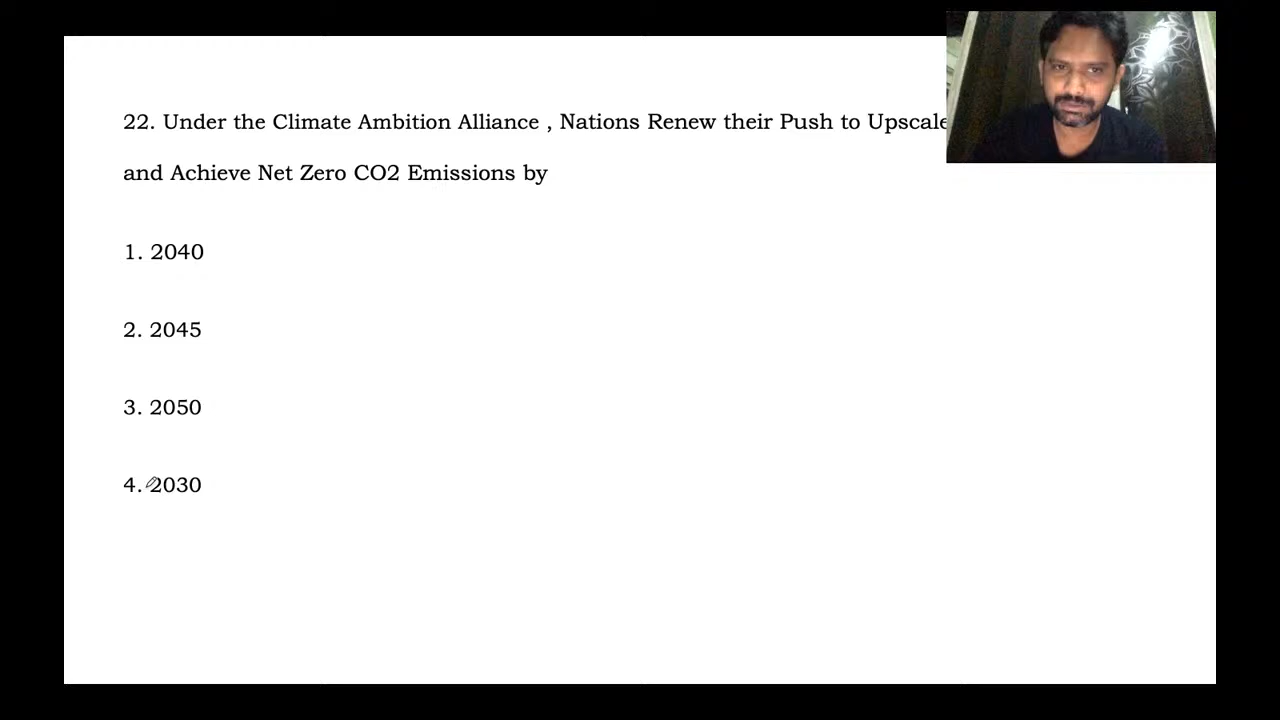 22. Under the Climate Ambition Alliance , Nations Renew their Push to Upscale
and Achieve Net Zero CO2 Emissions by
1. 2040
2. 2045
3. 2050
4. 2030